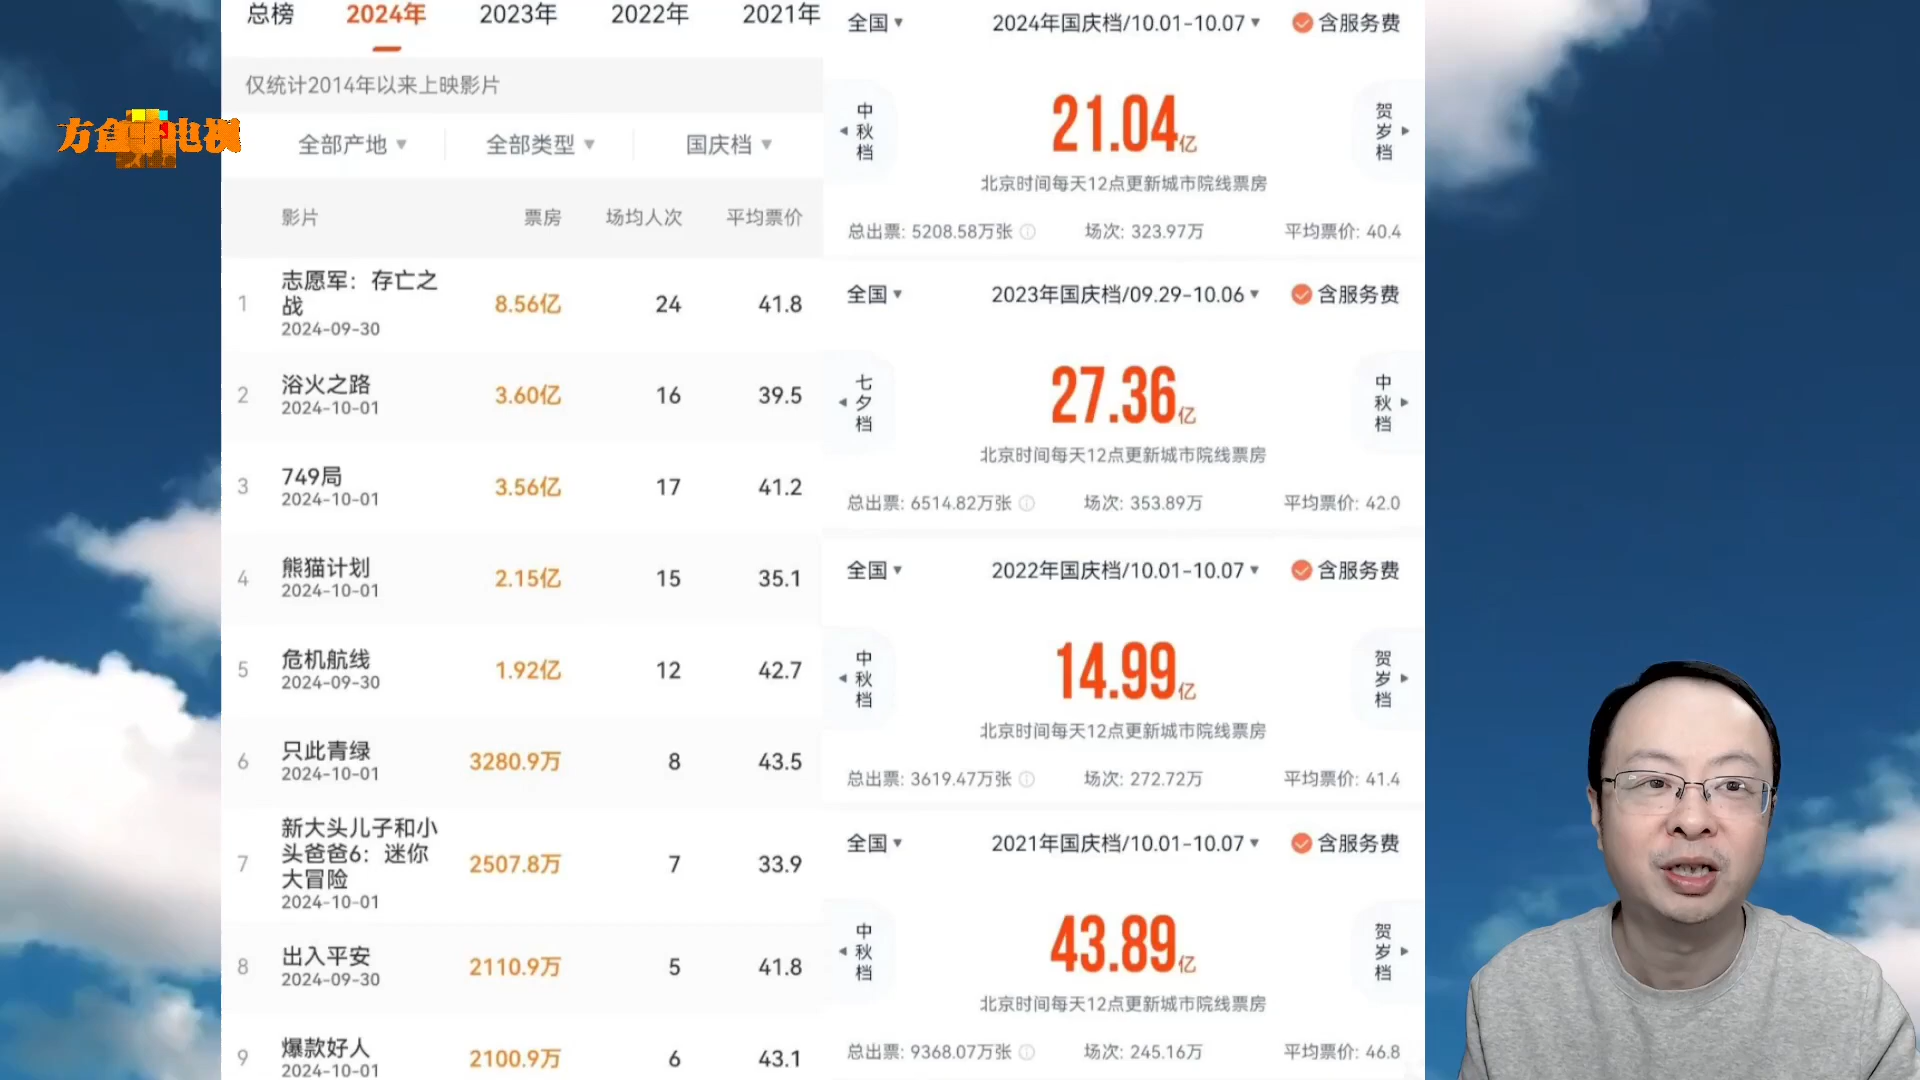 总榜 2024年 2023年 2022年 2021年
仅统计2014年以来上映影片
全部产地 全部类型 国庆档
影片 票房 场均人次 平均票价
1 志愿军：存亡之战 8.56亿 24 41.8
2024-09-30
2 浴火之路 3.60亿 16 39.5
2024-10-01
3 749局 3.56亿 17 41.2
2024-10-01
4 熊猫计划 2.15亿 15 35.1
2024-10-01
5 危机航线 1.92亿 12 42.7
2024-09-30
6 只此青绿 3280.9万 8 43.5
2024-10-01
7 新大头儿子和小头爸爸6：迷你大冒险 2507.8万 7 33.9
2024-10-01
8 出入平安 2110.9万 5 41.8
2024-09-30
9 爆款好人 2100.9万 6 43.1
2024-10-01
全国 2024年国庆档/10.01-10.07 含服务费
中秋档 21.04亿 贺岁档
北京时间每天12点更新城市院线票房
总出票: 5208.58万张 场次: 323.97万 平均票价: 40.4
全国 2023年国庆档/09.29-10.06 含服务费
七夕档 27.36亿 中秋档
北京时间每天12点更新城市院线票房
总出票: 6514.82万张 场次: 353.89万 平均票价: 42.0
全国 2022年国庆档/10.01-10.07 含服务费
中秋档 14.99亿 贺岁档
北京时间每天12点更新城市院线票房
总出票: 3619.47万张 场次: 272.72万 平均票价: 41.4
全国 2021年国庆档/10.01-10.07 含服务费
中秋档 43.89亿 贺岁档
北京时间每天12点更新城市院线票房
总出票: 9368.07万张 场次: 245.16万 平均票价: 46.8